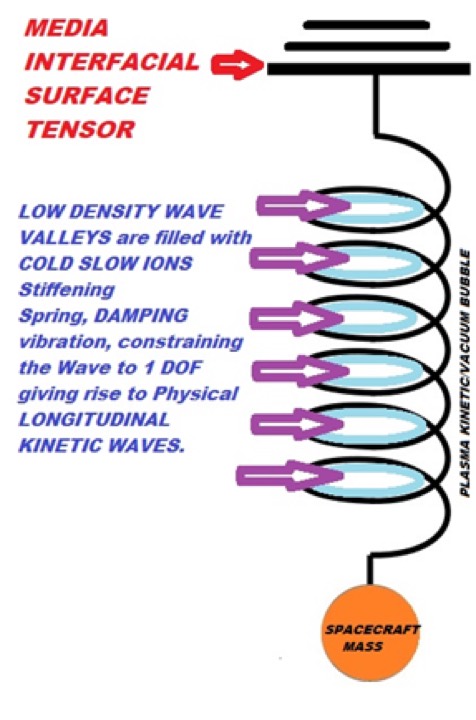 MEDIA
INTERFACIAL
SURFACE
TENSOR
LOW DENSITY WAVE
VALLEYS are filled with
COLD SLOW IONS
Stiffening
Spring, DAMPING
vibration, constraining
the Wave to 1 DOF
giving rise to Physical
LONGITUDINAL
KINETIC WAVES.
PLASMA KINETIC/VACUUM BUBBLE
SPACECRAFT
MASS